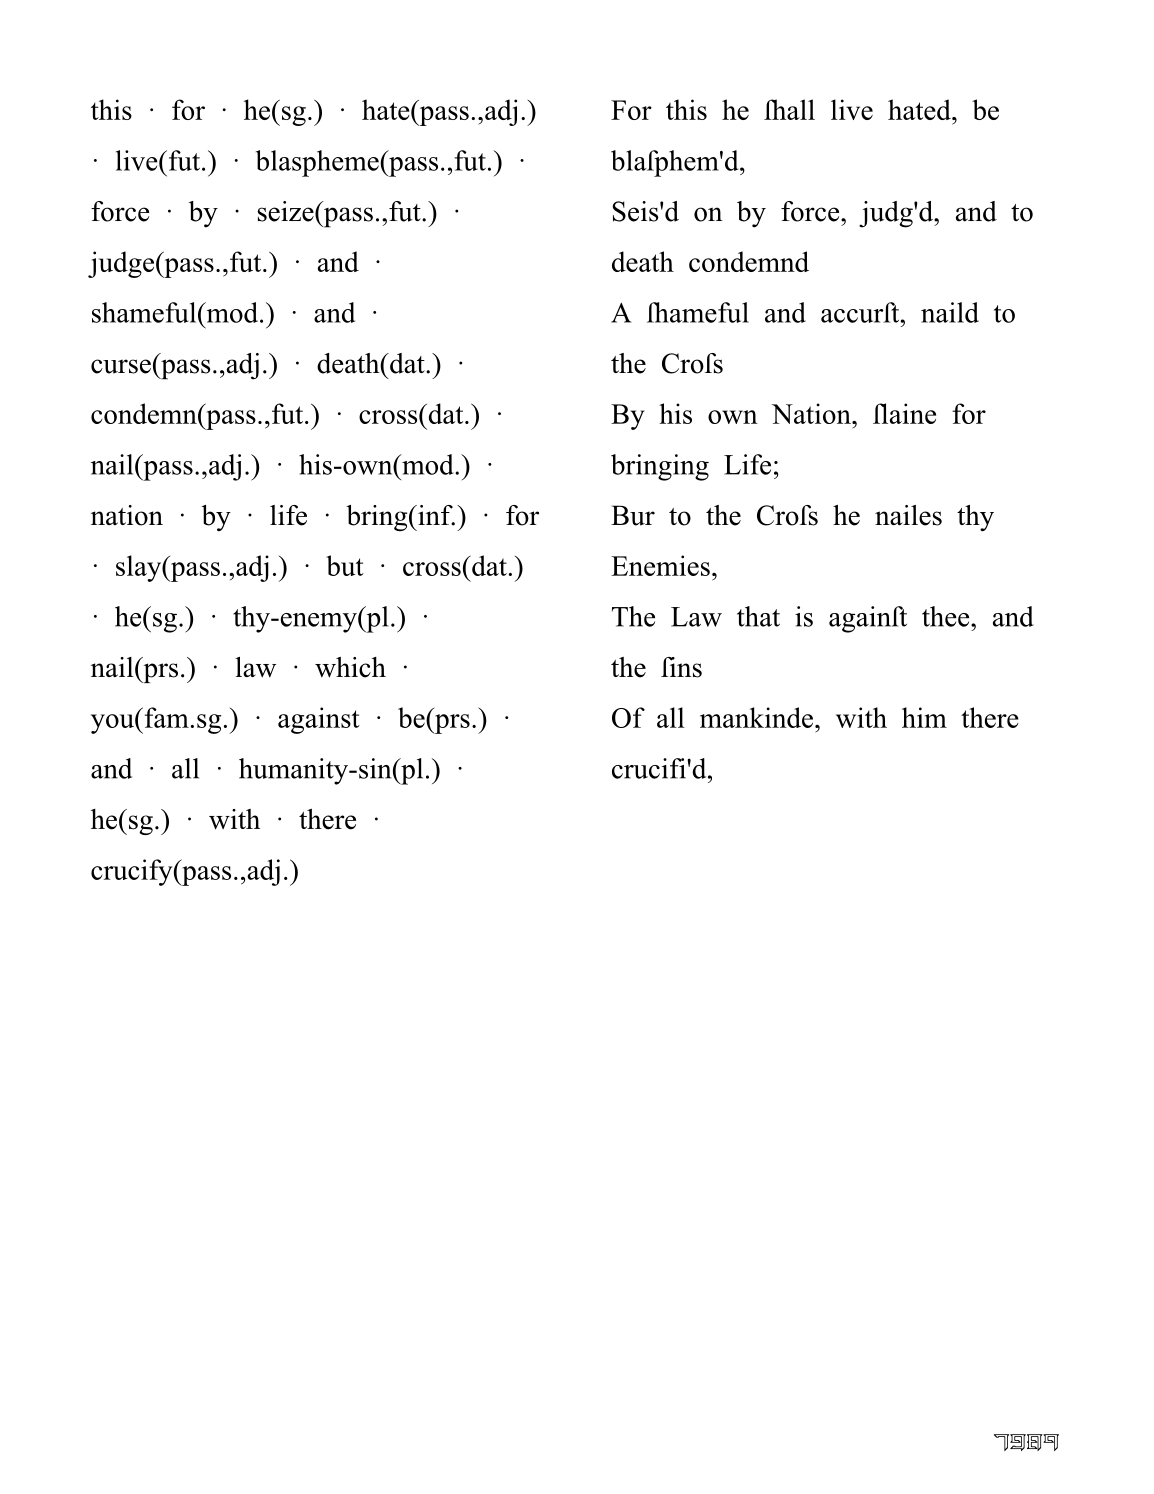 this · for · he(sg.) · hate(pass.,adj.)
· live(fut.) · blaspheme(pass.,fut.) ·
force · by · seize(pass.,fut.) ·
judge(pass.,fut.) · and ·
shameful(mod.) · and ·
curse(pass.,adj.) · death(dat.) ·
condemn(pass.,fut.) · cross(dat.) ·
nail(pass.,adj.) · his-own(mod.) ·
nation · by · life · bring(inf.) · for
· slay(pass.,adj.) · but · cross(dat.)
· he(sg.) · thy-enemy(pl.) ·
nail(prs.) · law · which ·
you(fam.sg.) · against · be(prs.) ·
and · all · humanity-sin(pl.) ·
he(sg.) · with · there ·
crucify(pass.,adj.)
For this he ſhall live hated, be
blaſphem'd,
Seis'd on by force, judg'd, and to
death condemnd
A ſhameful and accurſt, naild to
the Croſs
By his own Nation, ſlaine for
bringing Life;
Bur to the Croſs he nailes thy
Enemies,
The Law that is againſt thee, and
the ſins
Of all mankinde, with him there
crucifi'd,